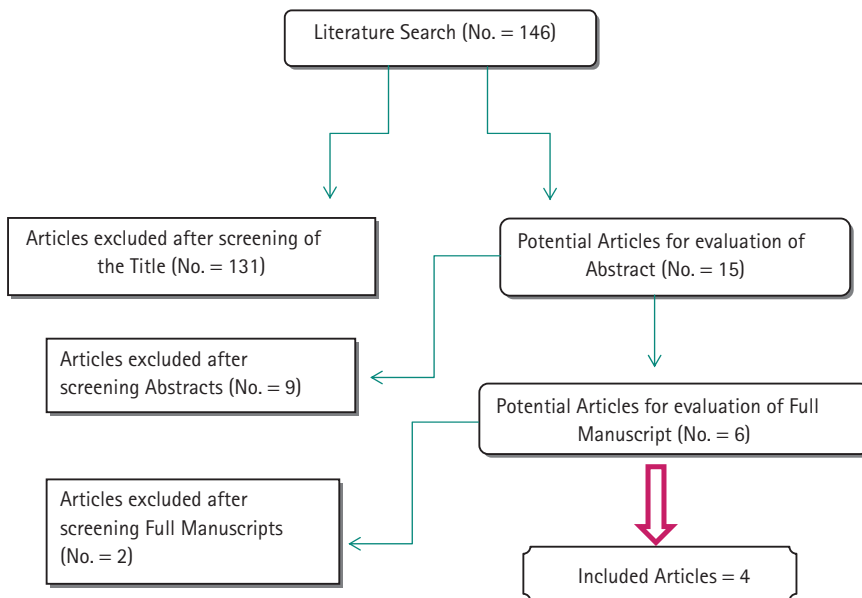 Literature Search (No. = 146)
Articles excluded after screening of
the Title (No. = 131)
Potential Articles for evaluation of
Abstract (No. = 15)
Articles excluded after
screening Abstracts (No. = 9)
Potential Articles for evaluation of Full
Manuscript (No. = 6)
Articles excluded after
screening Full Manuscripts
(No. = 2)
Included Articles = 4